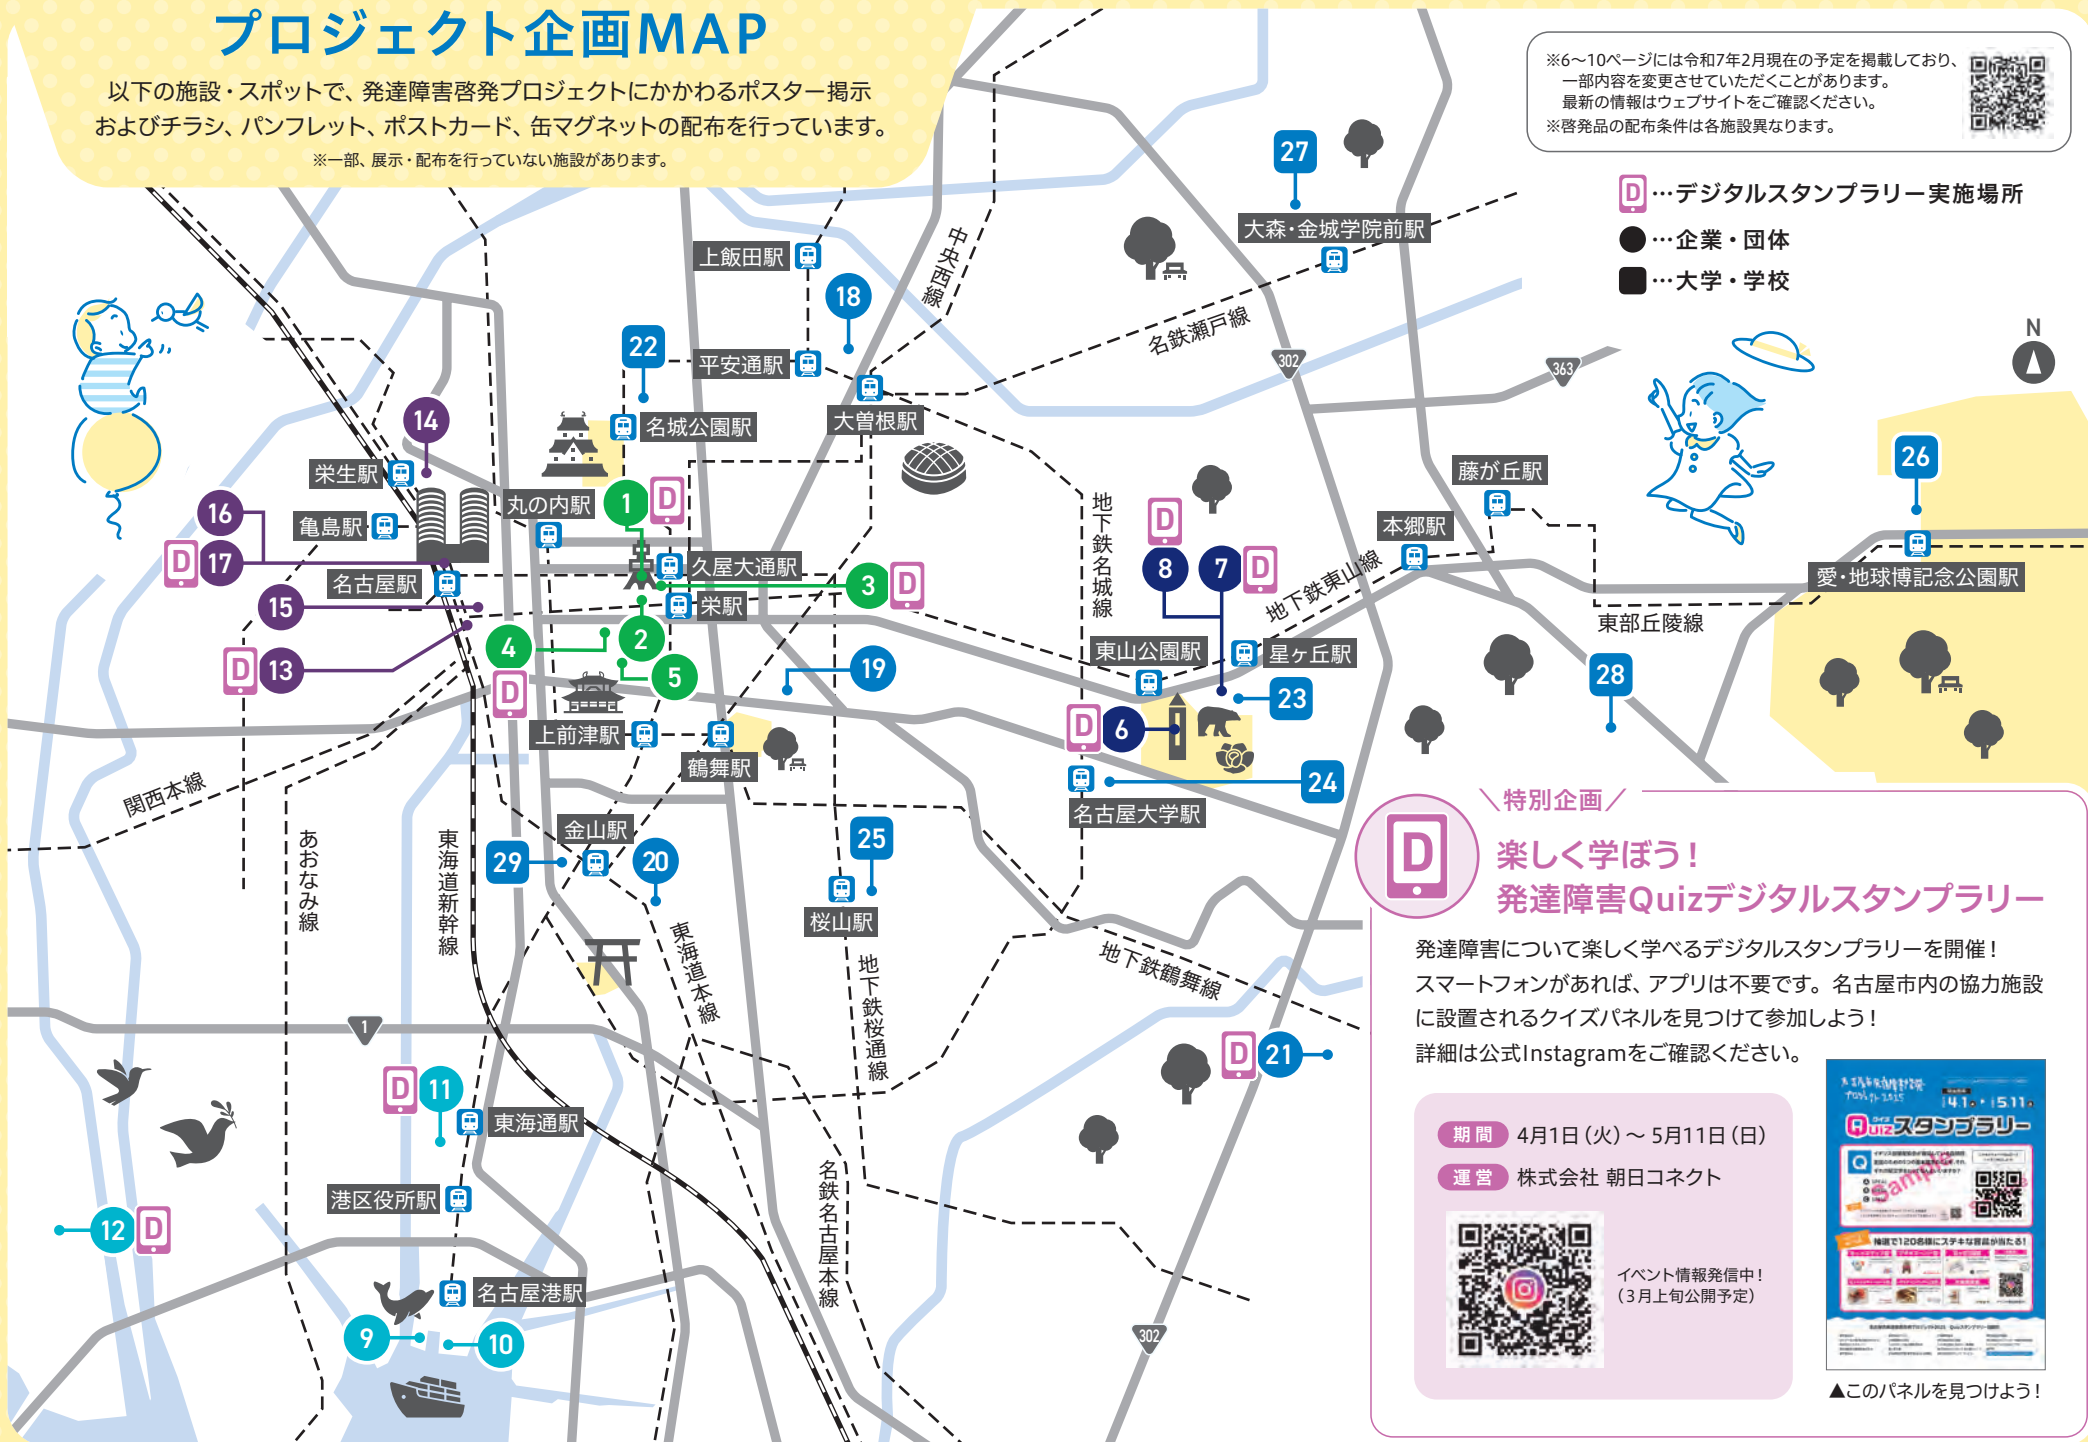 プロジェクト企画MAP
以下の施設・スポットで、発達障害啓発プロジェクトにかかわるポスター掲示
およびチラシ、パンフレット、ポストカード、缶マグネットの配布を行っています。
※一部、展示・配布を行っていない施設があります。
※6〜10ページには令和7年2月現在の予定を掲載しており、
一部内容を変更させていただくことがあります。
最新の情報はウェブサイトをご確認ください。
※啓発品の配布条件は各施設異なります。
D…デジタルスタンプラリー実施場所
●…企業・団体
■…大学・学校
N
27
大森・金城学院前駅
上飯田駅
中央西線
18
名鉄瀬戸線
22
平安通駅
302
363
大曽根駅
14
名城公園駅
26
栄生駅
藤が丘駅
丸の内駅
1
D
16
亀島駅
地下鉄名城線
D
本郷駅
D
17
久屋大通駅
3
D
8
7
D
地下鉄東山線
愛・地球博記念公園駅
名古屋駅
15
栄駅
東部丘陵線
4
2
東山公園駅
星ヶ丘駅
D
13
D
5
19
23
28
上前津駅
D
6
鶴舞駅
24
関西本線
名古屋大学駅
あおなみ線
東海道新幹線
金山駅
29
20
25
桜山駅
東海道本線
地下鉄桜通線
地下鉄鶴舞線
1
D
21
D
11
東海通駅
名鉄名古屋本線
港区役所駅
12
D
名古屋港駅
9
10
302
＼特別企画／
D
楽しく学ぼう！
発達障害Quizデジタルスタンプラリー
発達障害について楽しく学べるデジタルスタンプラリーを開催！
スマートフォンがあれば、アプリは不要です。名古屋市内の協力施設
に設置されるクイズパネルを見つけて参加しよう！
詳細は公式Instagramをご確認ください。
期間 4月1日（火）〜 5月11日（日）
運営 株式会社 朝日コネクト
イベント情報発信中！
（3月上旬公開予定）
4.1
5.11
クイズ
Quizスタンプラリー
Q
Sample
抽選で120名様にステキな賞品が当たる！
▲このパネルを見つけよう！